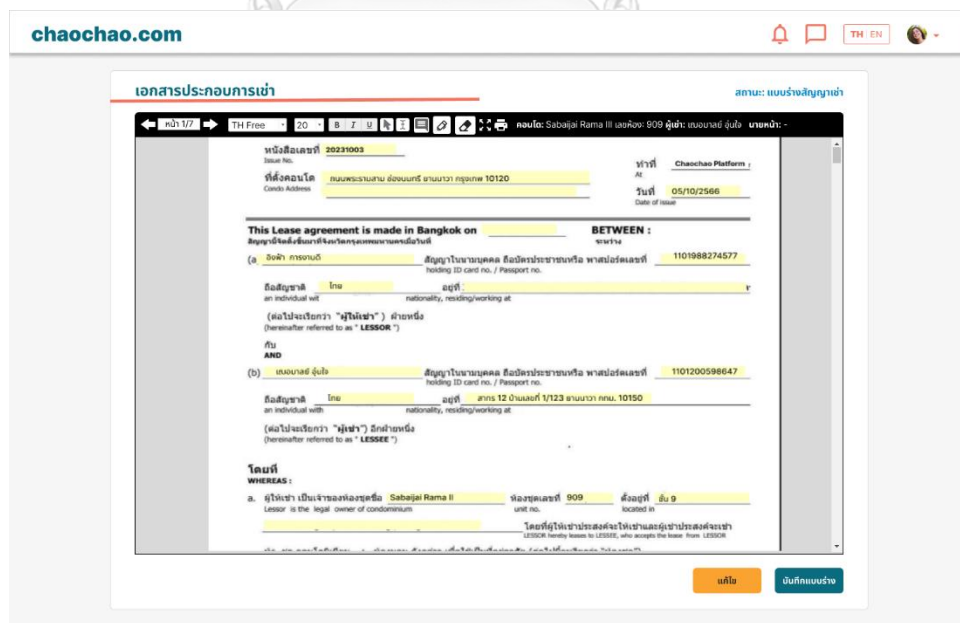 chaochao.com
TH EN
เอกสารประกอบการเช่า
สถานะ: แบบร่างสัญญาเช่า
หน้า 1/7 TH Free 20 B I U คอนโด: Sabaijai Rama III เลขห้อง: 909 ผู้เช่า: เฌอมาลย์ อุ่นใจ นายหน้า: -
หนังสือเลขที่ 20231003
Issue No.
ทำที่ Chaochao Platform
At
ที่ตั้งคอนโด ถนนพระรามสาม ช่องนนทรี ยานนาวา กรุงเทพ 10120
Condo Address
วันที่ 05/10/2566
Date of issue
This Lease agreement is made in Bangkok on BETWEEN :
สัญญานี้จัดตั้งขึ้นมาที่จังหวัดกรุงเทพมหานครเมื่อวันที่ ระหว่าง
(a อิงฟ้า การงานดี สัญญาในนามบุคคล ถือบัตรประชาชนหรือ พาสปอร์ตเลขที่ 1101988274577
holding ID card no. / Passport no.
ถือสัญชาติ ไทย อยู่ที่
an individual wit nationality, residing/working at
(ต่อไปจะเรียกว่า "ผู้ให้เช่า" ) ฝ่ายหนึ่ง
(hereinafter referred to as " LESSOR ")
กับ
AND
(b) เฌอมาลย์ อุ่นใจ สัญญาในนามบุคคล ถือบัตรประชาชนหรือ พาสปอร์ตเลขที่ 1101200598647
holding ID card no. / Passport no.
ถือสัญชาติ ไทย อยู่ที่ สาทร 12 บ้านเลขที่ 1/123 ยานนาวา กทม. 10150
an individual with nationality, residing/working at
(ต่อไปจะเรียกว่า "ผู้เช่า") อีกฝ่ายหนึ่ง
(hereinafter referred to as " LESSEE ")
โดยที่
WHEREAS :
a. ผู้ให้เช่า เป็นเจ้าของห้องชุดชื่อ Sabaijai Rama II ห้องชุดเลขที่ 909 ตั้งอยู่ที่ ชั้น 9
Lessor is the legal owner of condominium unit no. located in
โดยที่ผู้ให้เช่าประสงค์จะให้เช่าและผู้เช่าประสงค์จะเช่า
LESSOR hereby leases to LESSEE, who accepts the lease from LESSOR
แก้ไข
บันทึกแบบร่าง